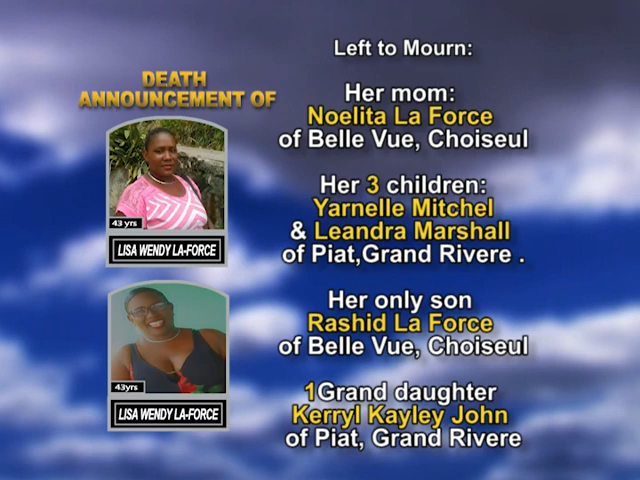 DEATH
ANNOUNCEMENT OF
43 yrs
LISA WENDY LA-FORCE
43yrs
LISA WENDY LA-FORCE
Left to Mourn:
Her mom:
Noelita La Force
of Belle Vue, Choiseul
Her 3 children:
Yarnelle Mitchel
& Leandra Marshall
of Piat,Grand Rivere .
Her only son
Rashid La Force
of Belle Vue, Choiseul
1Grand daughter
Kerryl Kayley John
of Piat, Grand Rivere